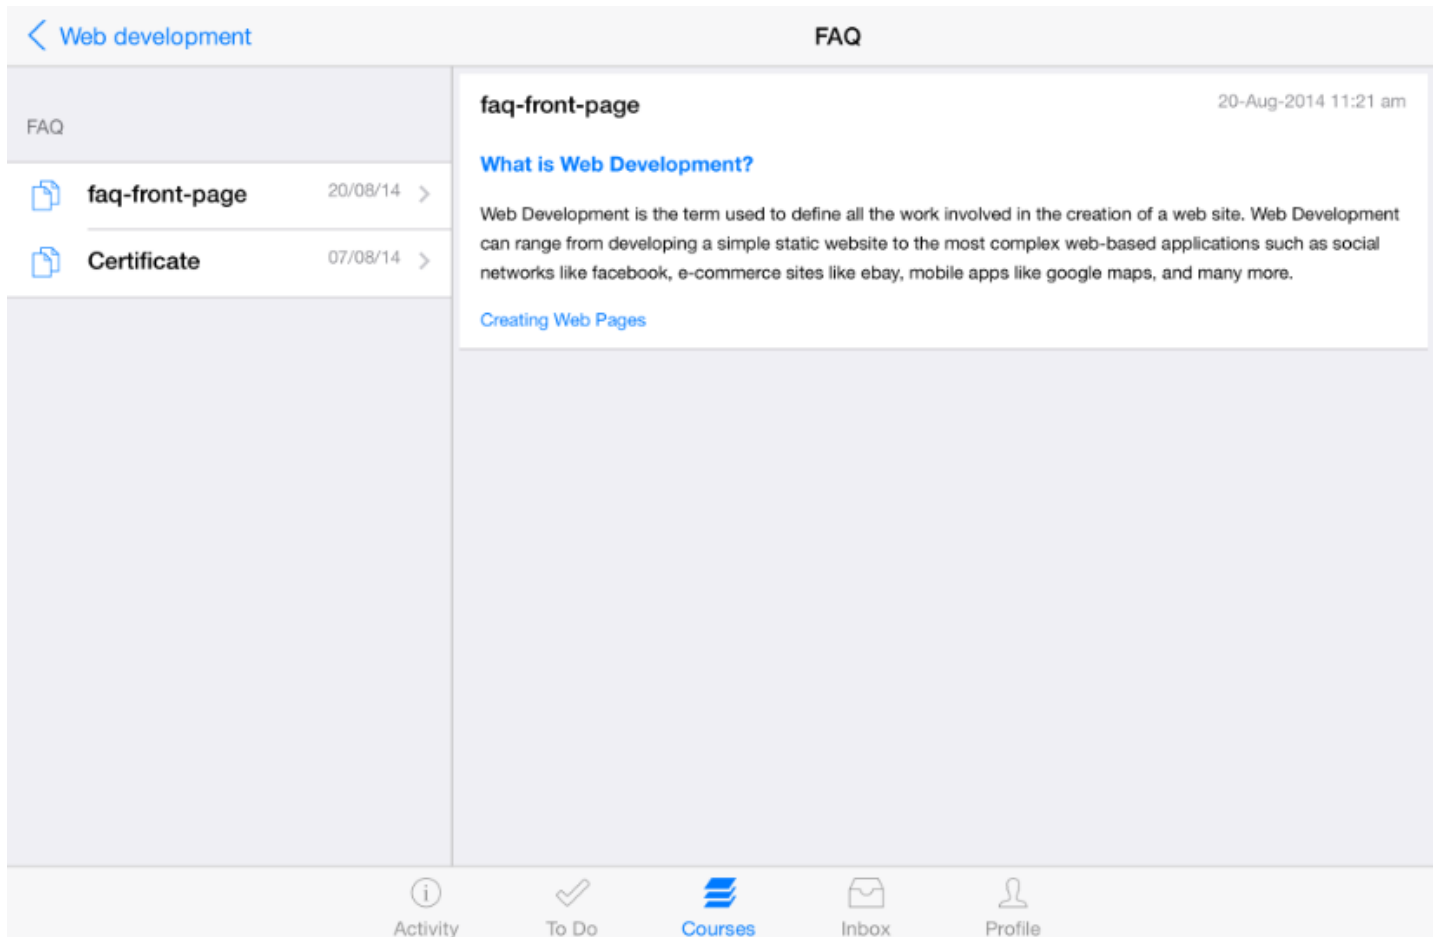 Web development
FAQ
FAQ
faq-front-page 20/08/14
Certificate 07/08/14
faq-front-page 20-Aug-2014 11:21 am
What is Web Development?
Web Development is the term used to define all the work involved in the creation of a web site. Web Development
can range from developing a simple static website to the most complex web-based applications such as social
networks like facebook, e-commerce sites like ebay, mobile apps like google maps, and many more.
Creating Web Pages
Activity
To Do
Courses
Inbox
Profile